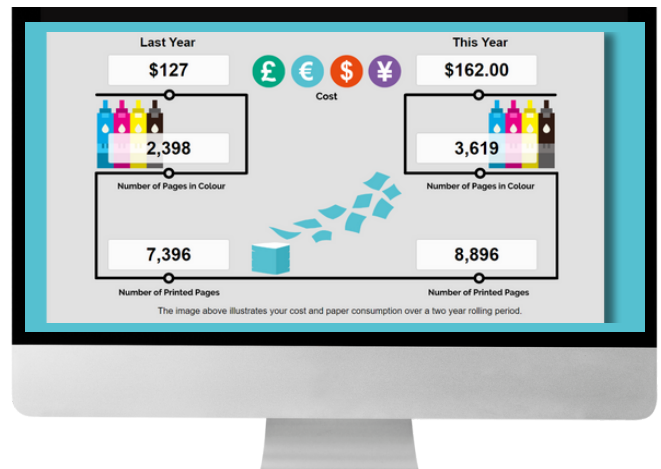 Last Year
This Year
$127
£ € $ ¥
$162.00
Cost
2,398
3,619
Number of Pages in Colour
Number of Pages in Colour
7,396
8,896
Number of Printed Pages
Number of Printed Pages
The image above illustrates your cost and paper consumption over a two year rolling period.